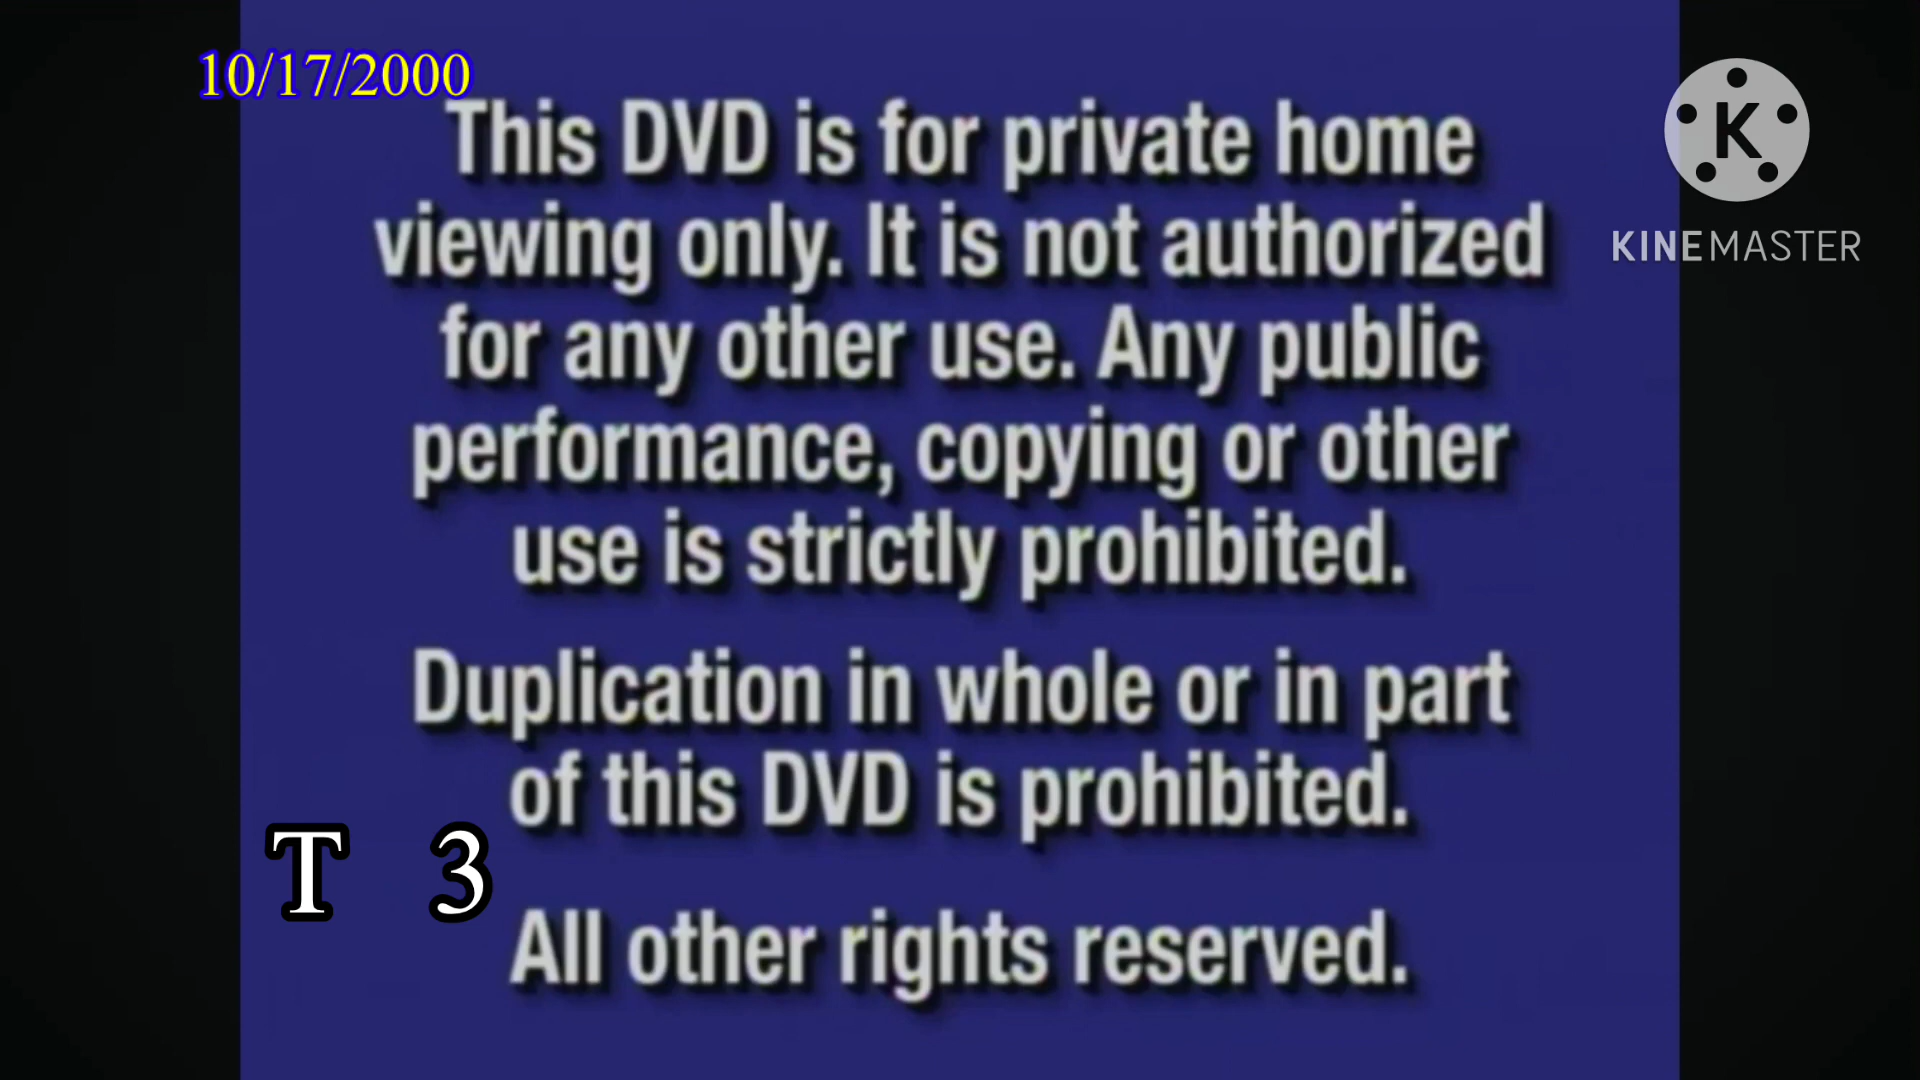 10/17/2000
This DVD is for private home
viewing only. It is not authorized
for any other use. Any public
performance, copying or other
use is strictly prohibited.
Duplication in whole or in part
of this DVD is prohibited.
All other rights reserved.
T 3
K
KINEMASTER